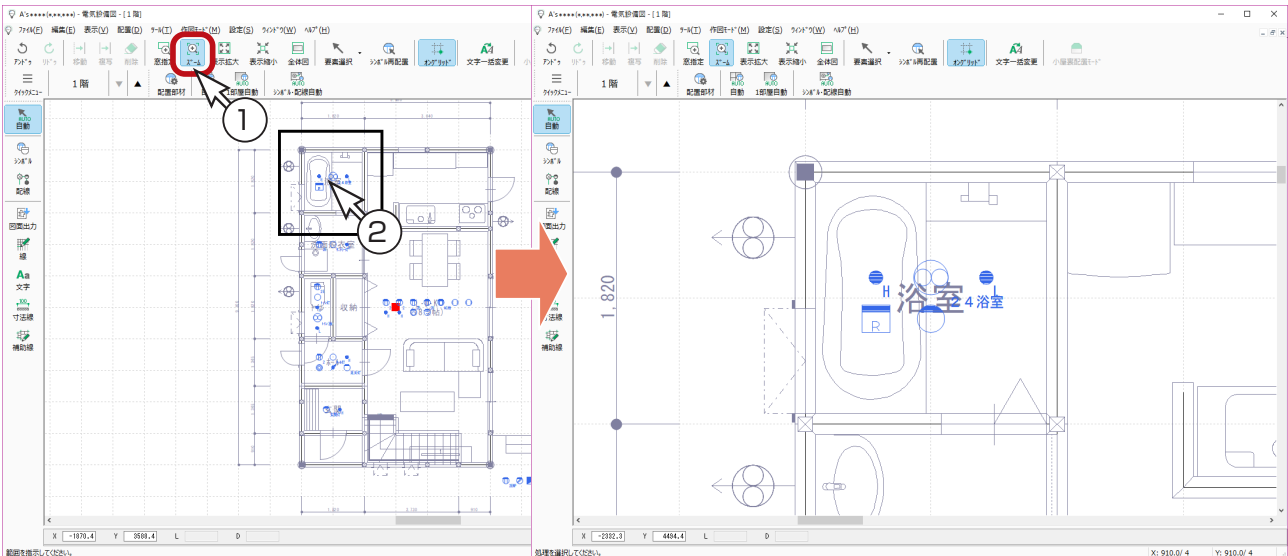 A's****(*.**.***) - 電気設備図 - [1 階]
ファイル(F) 編集(E) 表示(V) 配置(D) ツール(T) 作図モード(M) 設定(S) ウィンドウ(W) ヘルプ(H)
アンドゥ リドゥ 移動 複写 削除 窓指定 ズーム 表示拡大 表示縮小 全体図 要素選択 シンボル再配置 オングリッド 文字一括変更
クイックメニュー 1 階 ▼ ▲ 配置部材 1部屋自動 シンボル・配線自動
AUTO
自動
シンボル
配線
図面出力
線
Aa
文字
寸法線
補助線
1
2
収納
X -1870.4 Y 3588.4 L D
範囲を指示してください。
A's****(*.**.***) - 電気設備図 - [1 階]
ファイル(F) 編集(E) 表示(V) 配置(D) ツール(T) 作図モード(M) 設定(S) ウィンドウ(W) ヘルプ(H)
アンドゥ リドゥ 移動 複写 削除 窓指定 ズーム 表示拡大 表示縮小 全体図 要素選択 シンボル再配置 オングリッド 文字一括変更 小屋裏配置モード
クイックメニュー 1 階 ▼ ▲ 配置部材 自動 1部屋自動 シンボル・配線自動
AUTO
自動
シンボル
配線
図面出力
文字
寸法線
補助線
1,820
H
浴室
L
24浴室
R
X -2332.3 Y 4494.4 L D
処理を選択してください。
X: 910.0/ 4 Y: 910.0/ 4